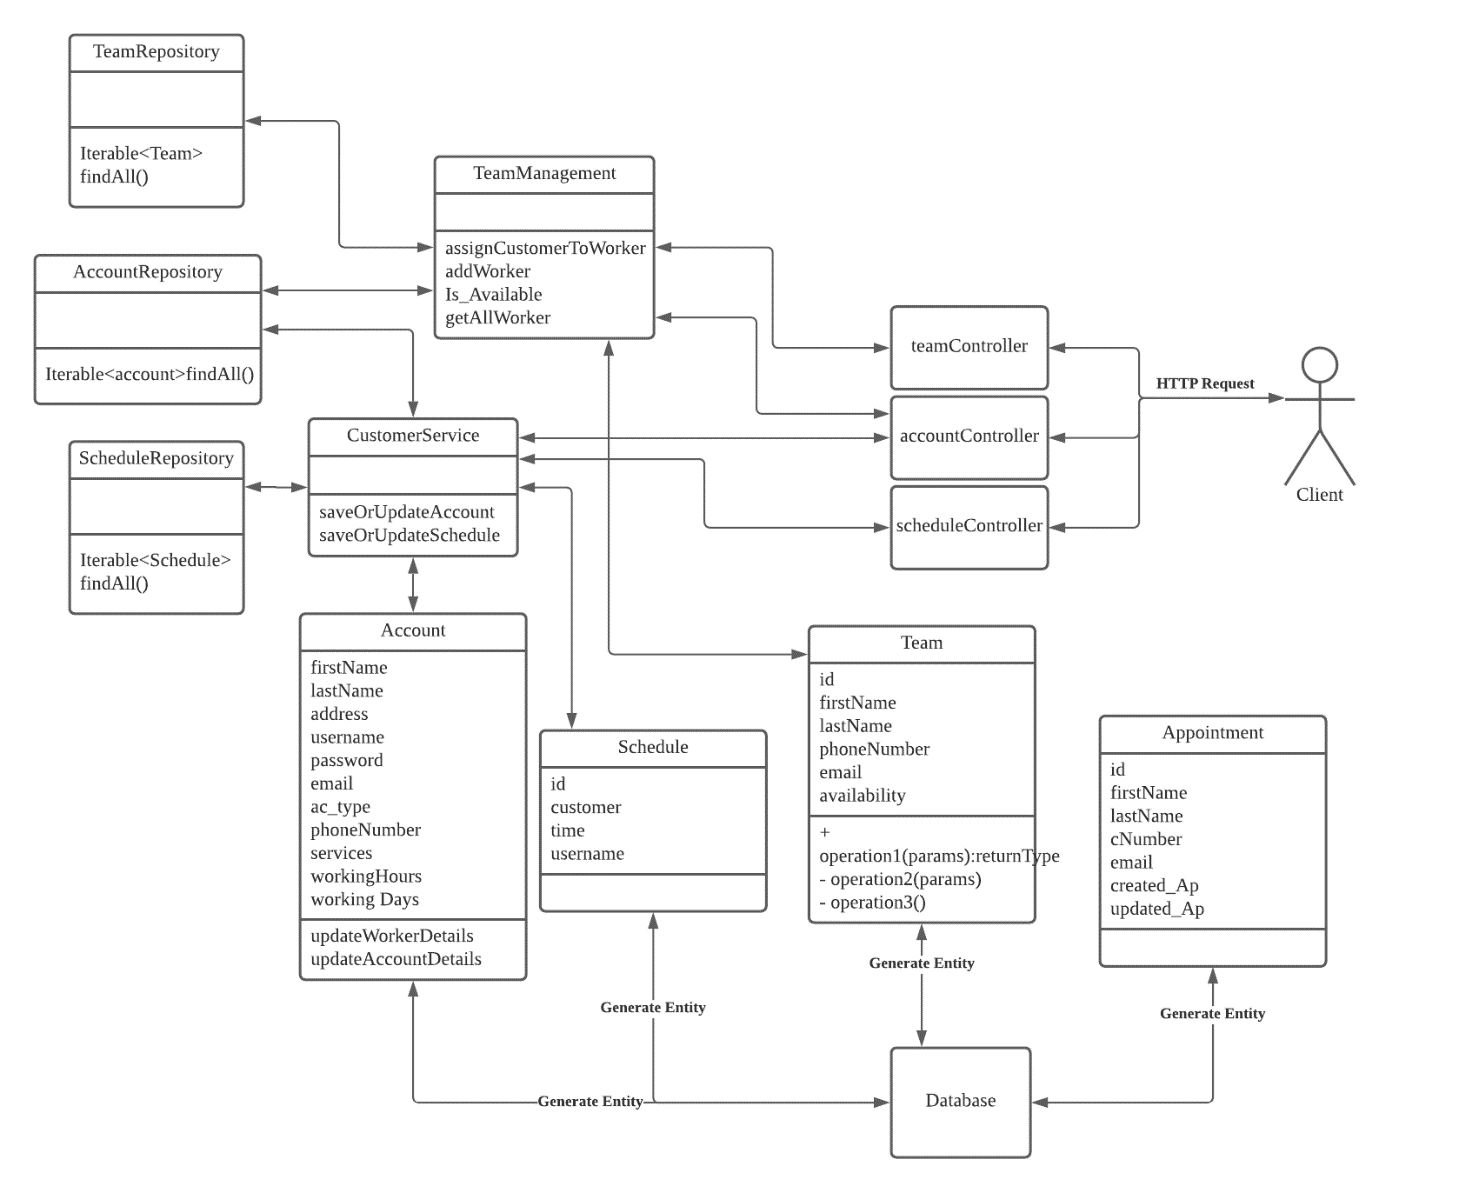 TeamRepository
Iterable<Team>
findAll()
TeamManagement
assignCustomerToWorker
addWorker
Is_Available
getAllWorker
AccountRepository
Iterable<account>findAll()
teamController
accountController
scheduleController
HTTP Request
Client
CustomerService
saveOrUpdateAccount
saveOrUpdateSchedule
ScheduleRepository
Iterable<Schedule>
findAll()
Account
firstName
lastName
address
username
password
email
ac_type
phoneNumber
services
workingHours
working Days
updateWorkerDetails
updateAccountDetails
Schedule
id
customer
time
username
Team
id
firstName
lastName
phoneNumber
email
availability
+
operation1(params):returnType
- operation2(params)
- operation3()
Appointment
id
firstName
lastName
cNumber
email
created_Ap
updated_Ap
Generate Entity
Generate Entity
Generate Entity
Generate Entity
Database